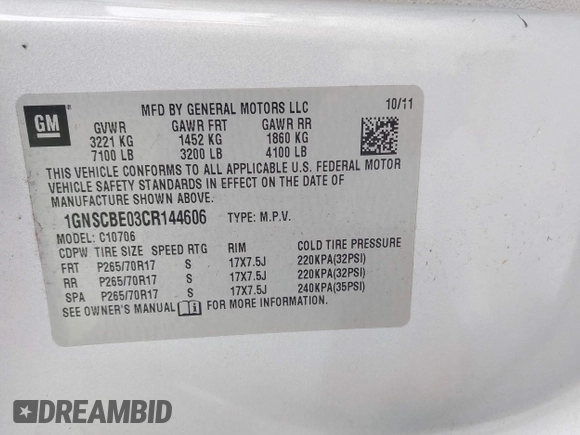 GM
MFD BY GENERAL MOTORS LLC 10/11
GVWR GAWR FRT GAWR RR
3221 KG 1452 KG 1860 KG
7100 LB 3200 LB 4100 LB
THIS VEHICLE CONFORMS TO ALL APPLICABLE U.S. FEDERAL MOTOR
VEHICLE SAFETY STANDARDS IN EFFECT ON THE DATE OF
MANUFACTURE SHOWN ABOVE.
1GNSCBE03CR144606 TYPE: M.P.V.
MODEL: C10706
CDPW TIRE SIZE SPEED RTG RIM COLD TIRE PRESSURE
FRT P265/70R17 S 17X7.5J 220KPA(32PSI)
RR P265/70R17 S 17X7.5J 220KPA(32PSI)
SPA P265/70R17 S 17X7.5J 240KPA(35PSI)
SEE OWNER'S MANUAL FOR MORE INFORMATION.
DREAMBID